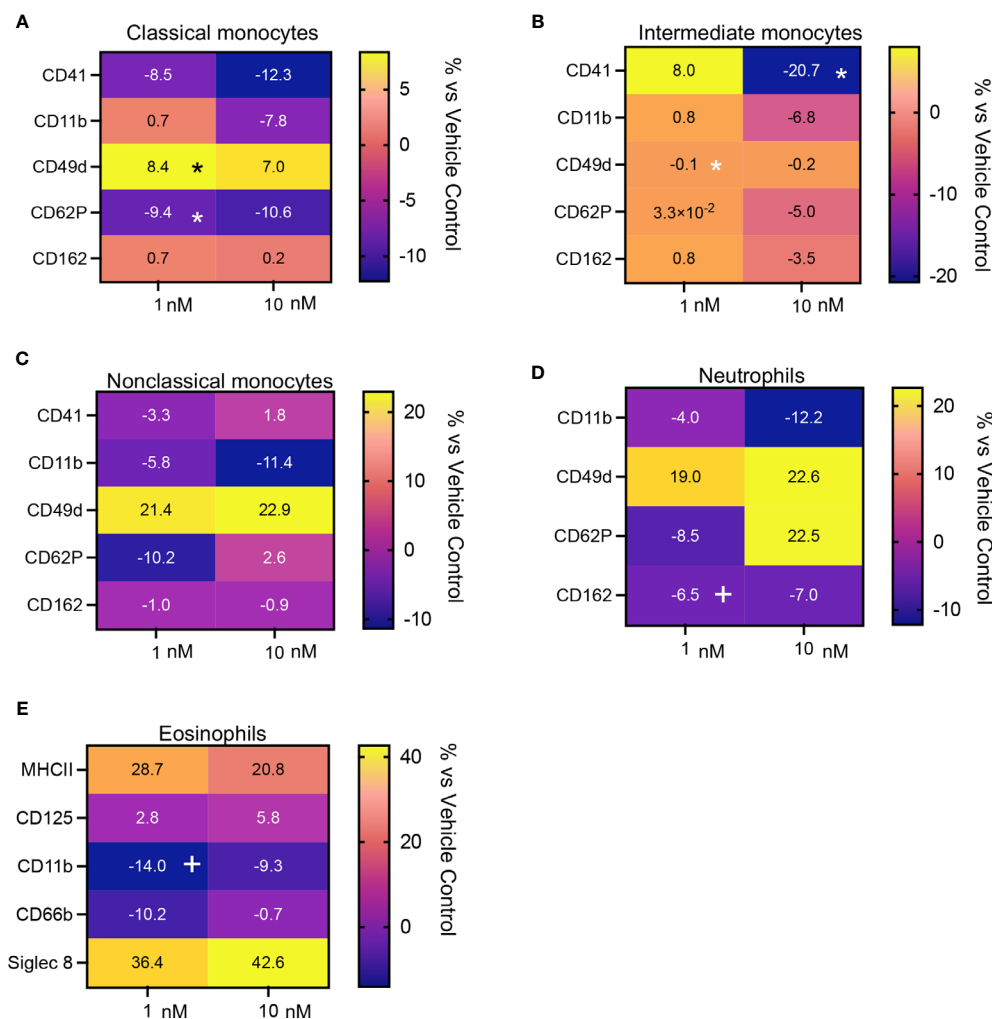 A
Classical monocytes
CD41 -8.5 -12.3
CD11b 0.7 -7.8
CD49d 8.4 * 7.0
CD62P -9.4 * -10.6
CD162 0.7 0.2
1 nM 10 nM
5
0
-5
-10
% vs Vehicle Control
B
Intermediate monocytes
CD41 8.0 -20.7 *
CD11b 0.8 -6.8
CD49d -0.1 * -0.2
CD62P 3.3×10⁻² -5.0
CD162 0.8 -3.5
1 nM 10 nM
0
-10
-20
% vs Vehicle Control
C
Nonclassical monocytes
CD41 -3.3 1.8
CD11b -5.8 -11.4
CD49d 21.4 22.9
CD62P -10.2 2.6
CD162 -1.0 -0.9
1 nM 10 nM
20
10
0
-10
% vs Vehicle Control
D
Neutrophils
CD11b -4.0 -12.2
CD49d 19.0 22.6
CD62P -8.5 22.5
CD162 -6.5 + -7.0
1 nM 10 nM
20
10
0
-10
% vs Vehicle Control
E
Eosinophils
MHCII 28.7 20.8
CD125 2.8 5.8
CD11b -14.0 + -9.3
CD66b -10.2 -0.7
Siglec 8 36.4 42.6
1 nM 10 nM
40
20
0
% vs Vehicle Control